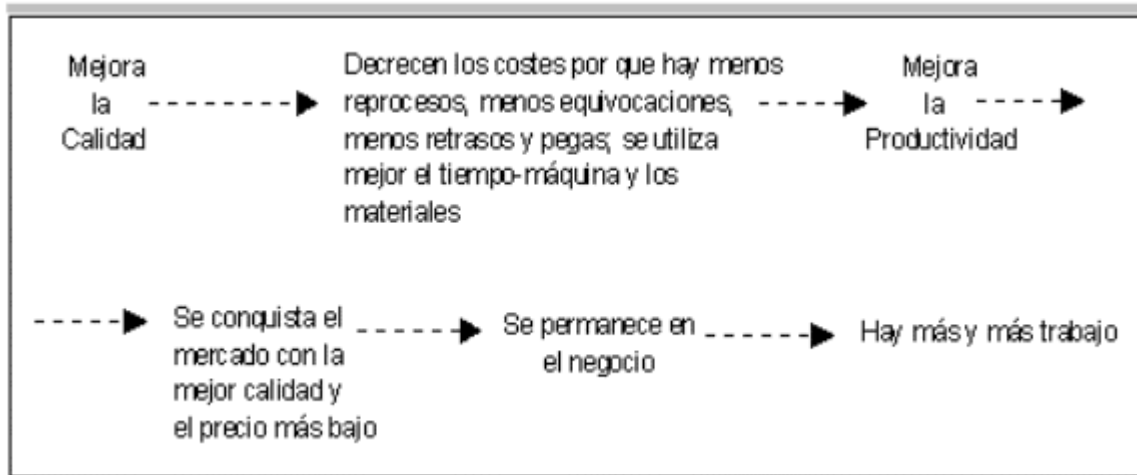 Mejora
la
Calidad
Decrecen los costes por que hay menos
reprocesos, menos equivocaciones,
menos retrasos y pegas; se utiliza
mejor el tiempo-máquina y los
materiales
Mejora
la
Productividad
Se conquista el
mercado con la
mejor calidad y
el precio más bajo
Se permanece en
el negocio
Hay más y más trabajo